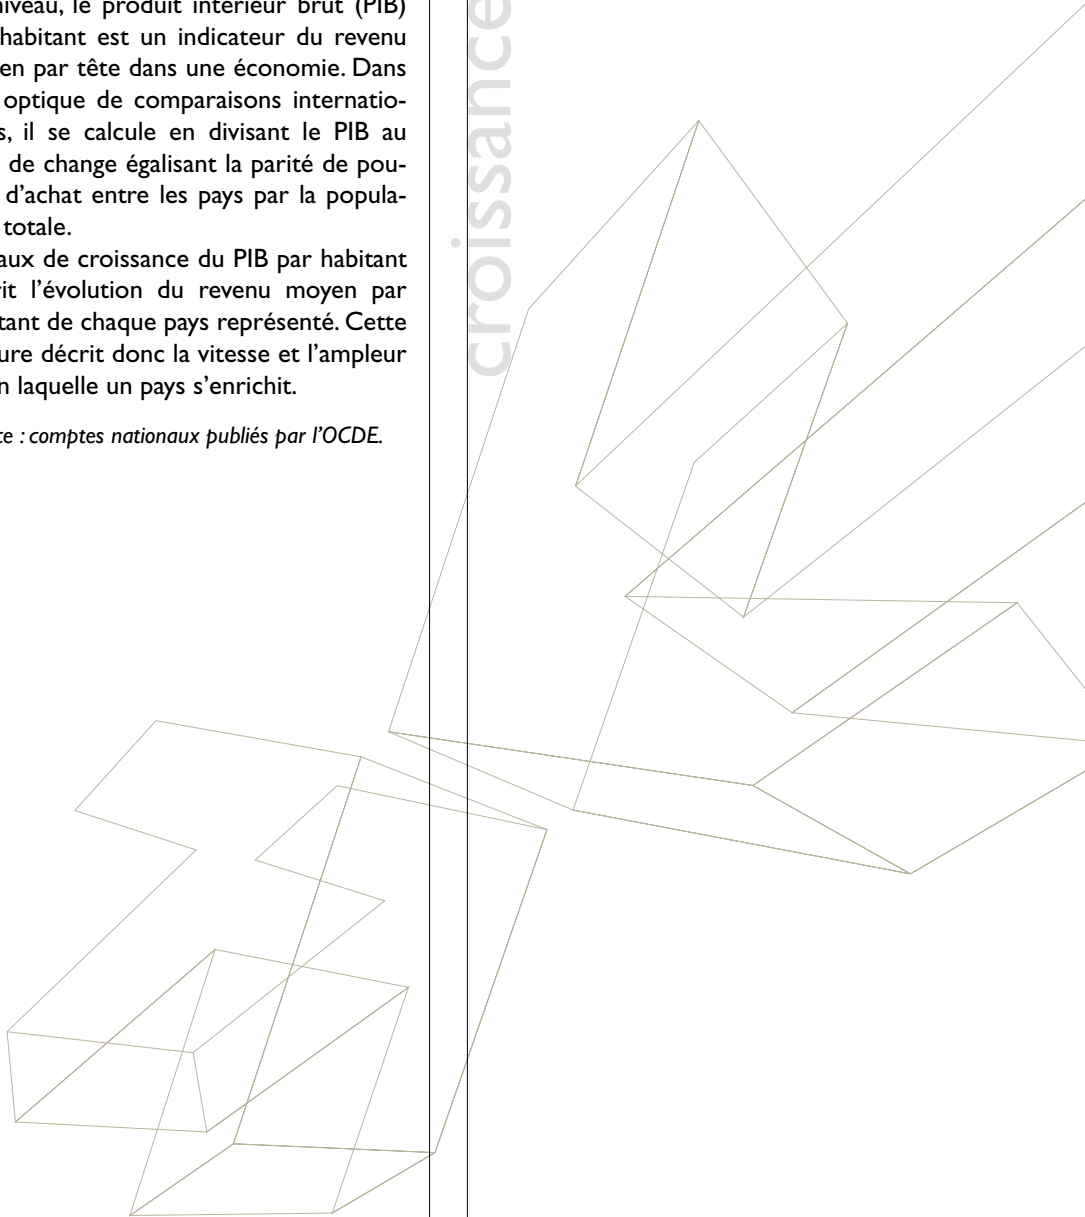 niveau, le produit intérieur brut (PIB)
habitant est un indicateur du revenu
en par tête dans une économie. Dans
optique de comparaisons internatio-
s, il se calcule en divisant le PIB au
de change égalisant la parité de pou-
d’achat entre les pays par la popula-
totale.
aux de croissance du PIB par habitant
it l’évolution du revenu moyen par
tant de chaque pays représenté. Cette
ure décrit donc la vitesse et l’ampleur
n laquelle un pays s’enrichit.
te : comptes nationaux publiés par l’OCDE.
croissance